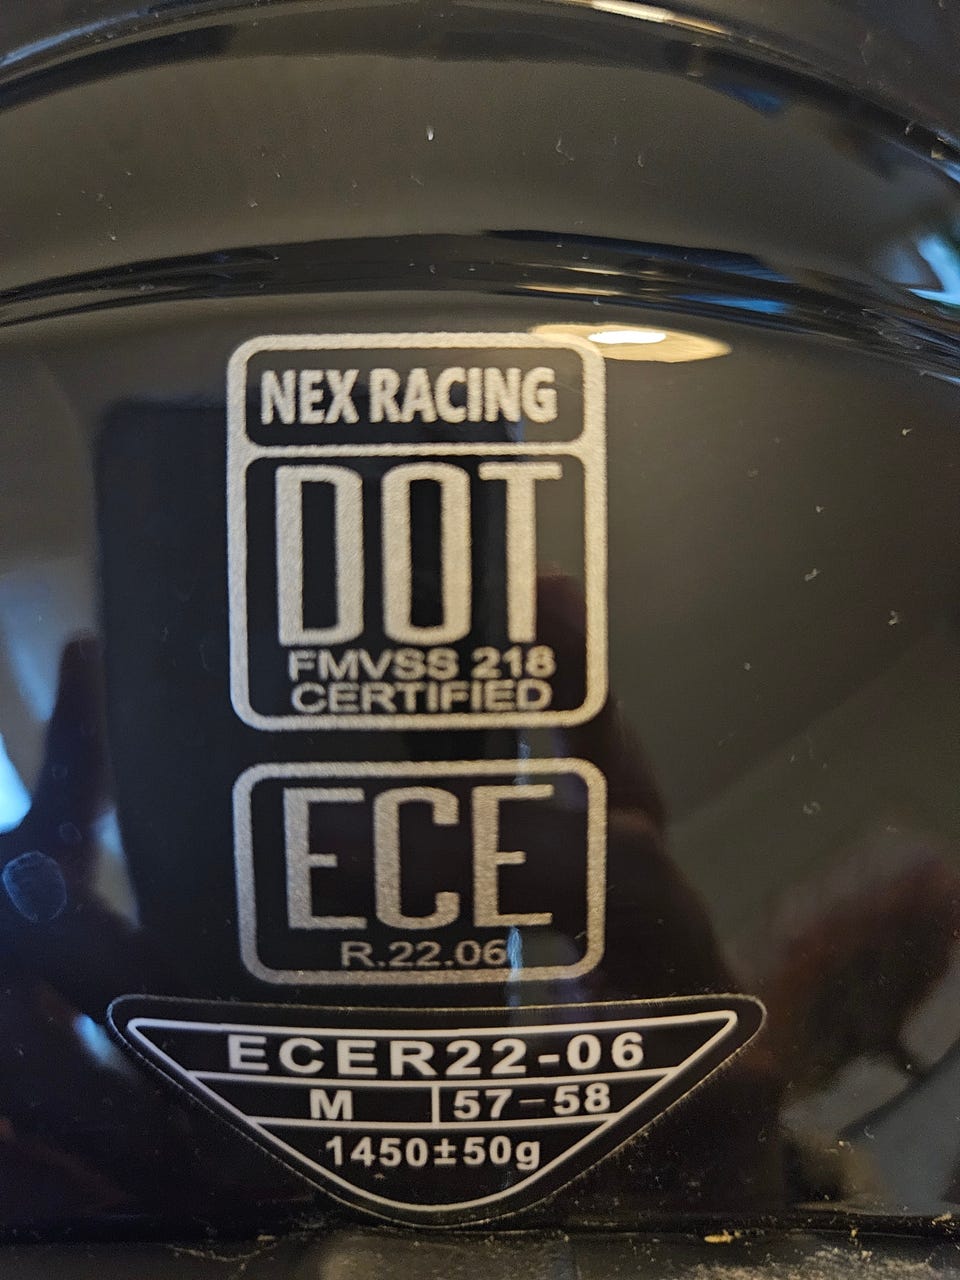 NEX RACING
DOT
FMVSS 218
CERTIFIED
ECE
R.22.06
ECER22-06
M 57-58
1450±50g